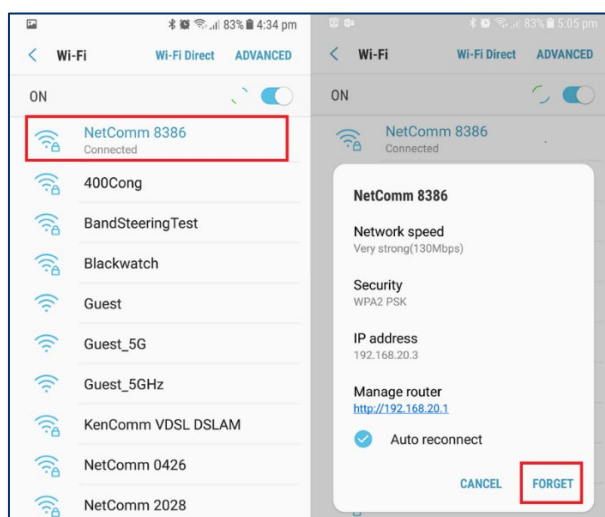 83% 4:34 pm
Wi-Fi
Wi-Fi Direct
ADVANCED
ON
NetComm 8386
Connected
400Cong
BandSteeringTest
Blackwatch
Guest
Guest_5G
Guest_5GHz
KenComm VDSL DSLAM
NetComm 0426
NetComm 2028
83% 5:05 pm
Wi-Fi
Wi-Fi Direct
ADVANCED
ON
NetComm 8386
Connected
NetComm 8386
Network speed
Very strong(130Mbps)
Security
WPA2 PSK
IP address
192.168.20.3
Manage router
http://192.168.20.1
Auto reconnect
CANCEL
FORGET